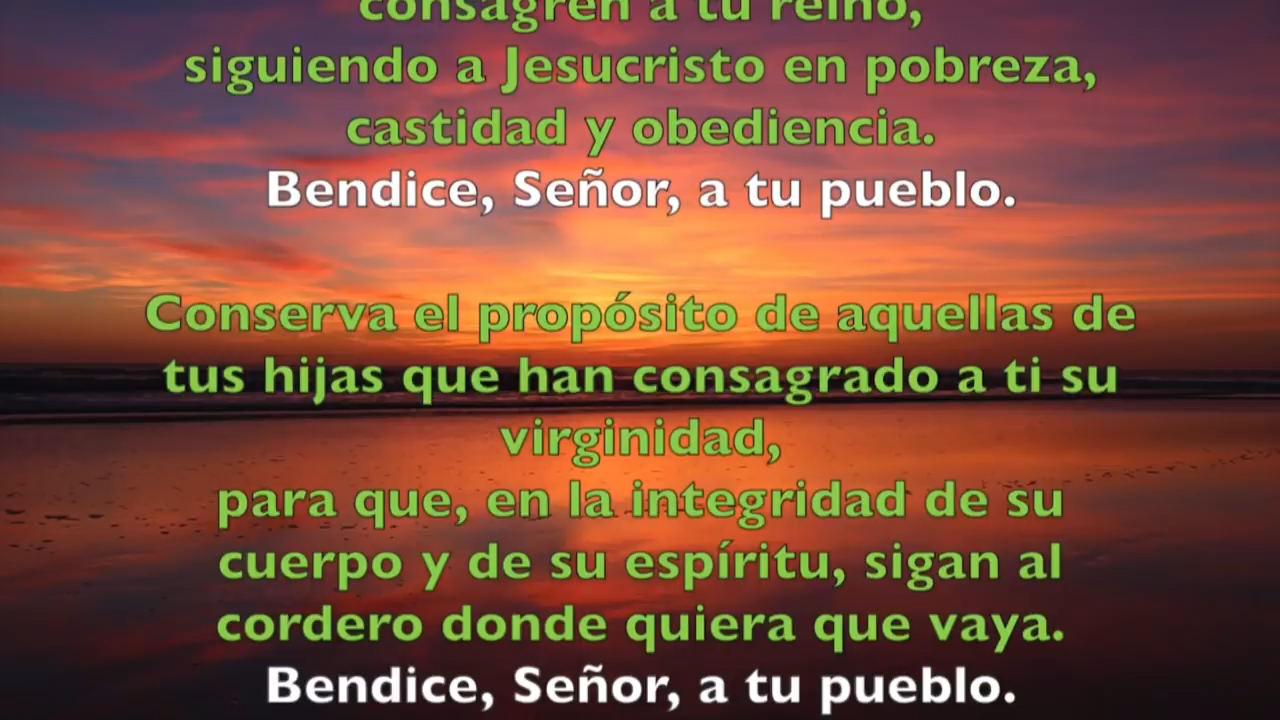 consagren a tu reino,
siguiendo a Jesucristo en pobreza,
castidad y obediencia.
Bendice, Señor, a tu pueblo.
Conserva el propósito de aquellas de
tus hijas que han consagrado a ti su
virginidad,
para que, en la integridad de su
cuerpo y de su espíritu, sigan al
cordero donde quiera que vaya.
Bendice, Señor, a tu pueblo.